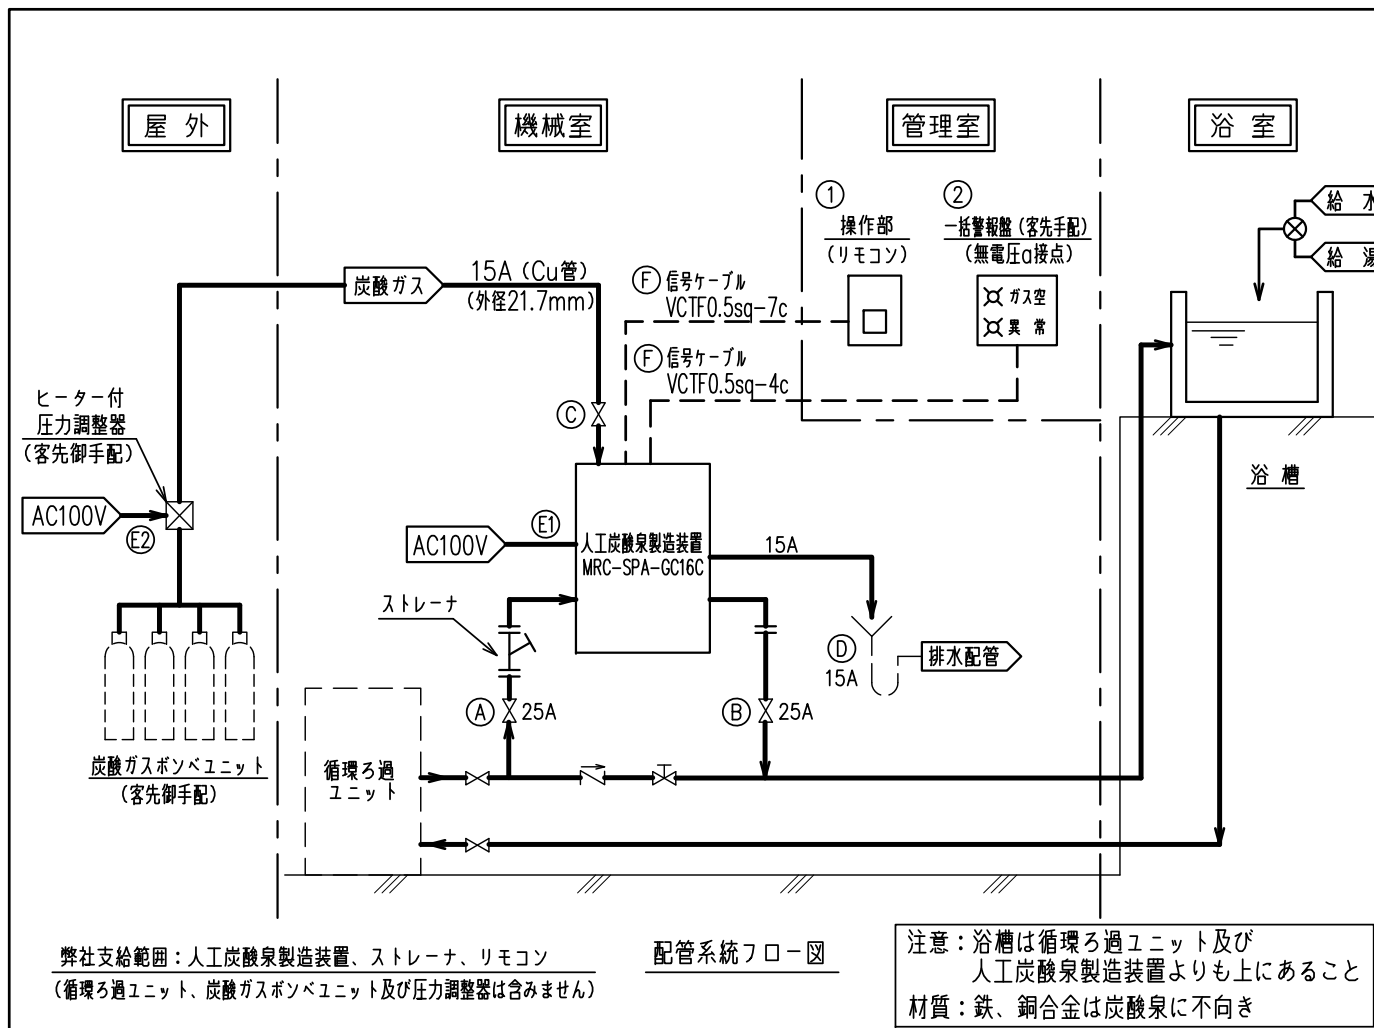 屋 外
機械室
管理室
浴 室
給 水
給 湯
①
操作部
(リモコン)
②
一括警報盤(客先手配)
(無電圧a接点)
ガス空
異 常
炭酸ガス
15A(Cu管)
(外径21.7mm)
F 信号ケーブル
VCTF0.5sq-7c
F 信号ケーブル
VCTF0.5sq-4c
C
ヒーター付
圧力調整器
(客先御手配)
AC100V
E2
浴 槽
AC100V
E1
人工炭酸泉製造装置
MRC-SPA-GC16C
15A
ストレーナ
D
15A
排水配管
A 25A
B 25A
炭酸ガスボンベユニット
(客先御手配)
循環ろ過
ユニット
弊社支給範囲:人工炭酸泉製造装置、ストレーナ、リモコン
(循環ろ過ユニット、炭酸ガスボンベユニット及び圧力調整器は含みません)
配管系統フロー図
注意:浴槽は循環ろ過ユニット及び
人工炭酸泉製造装置よりも上にあること
材質:鉄、銅合金は炭酸泉に不向き